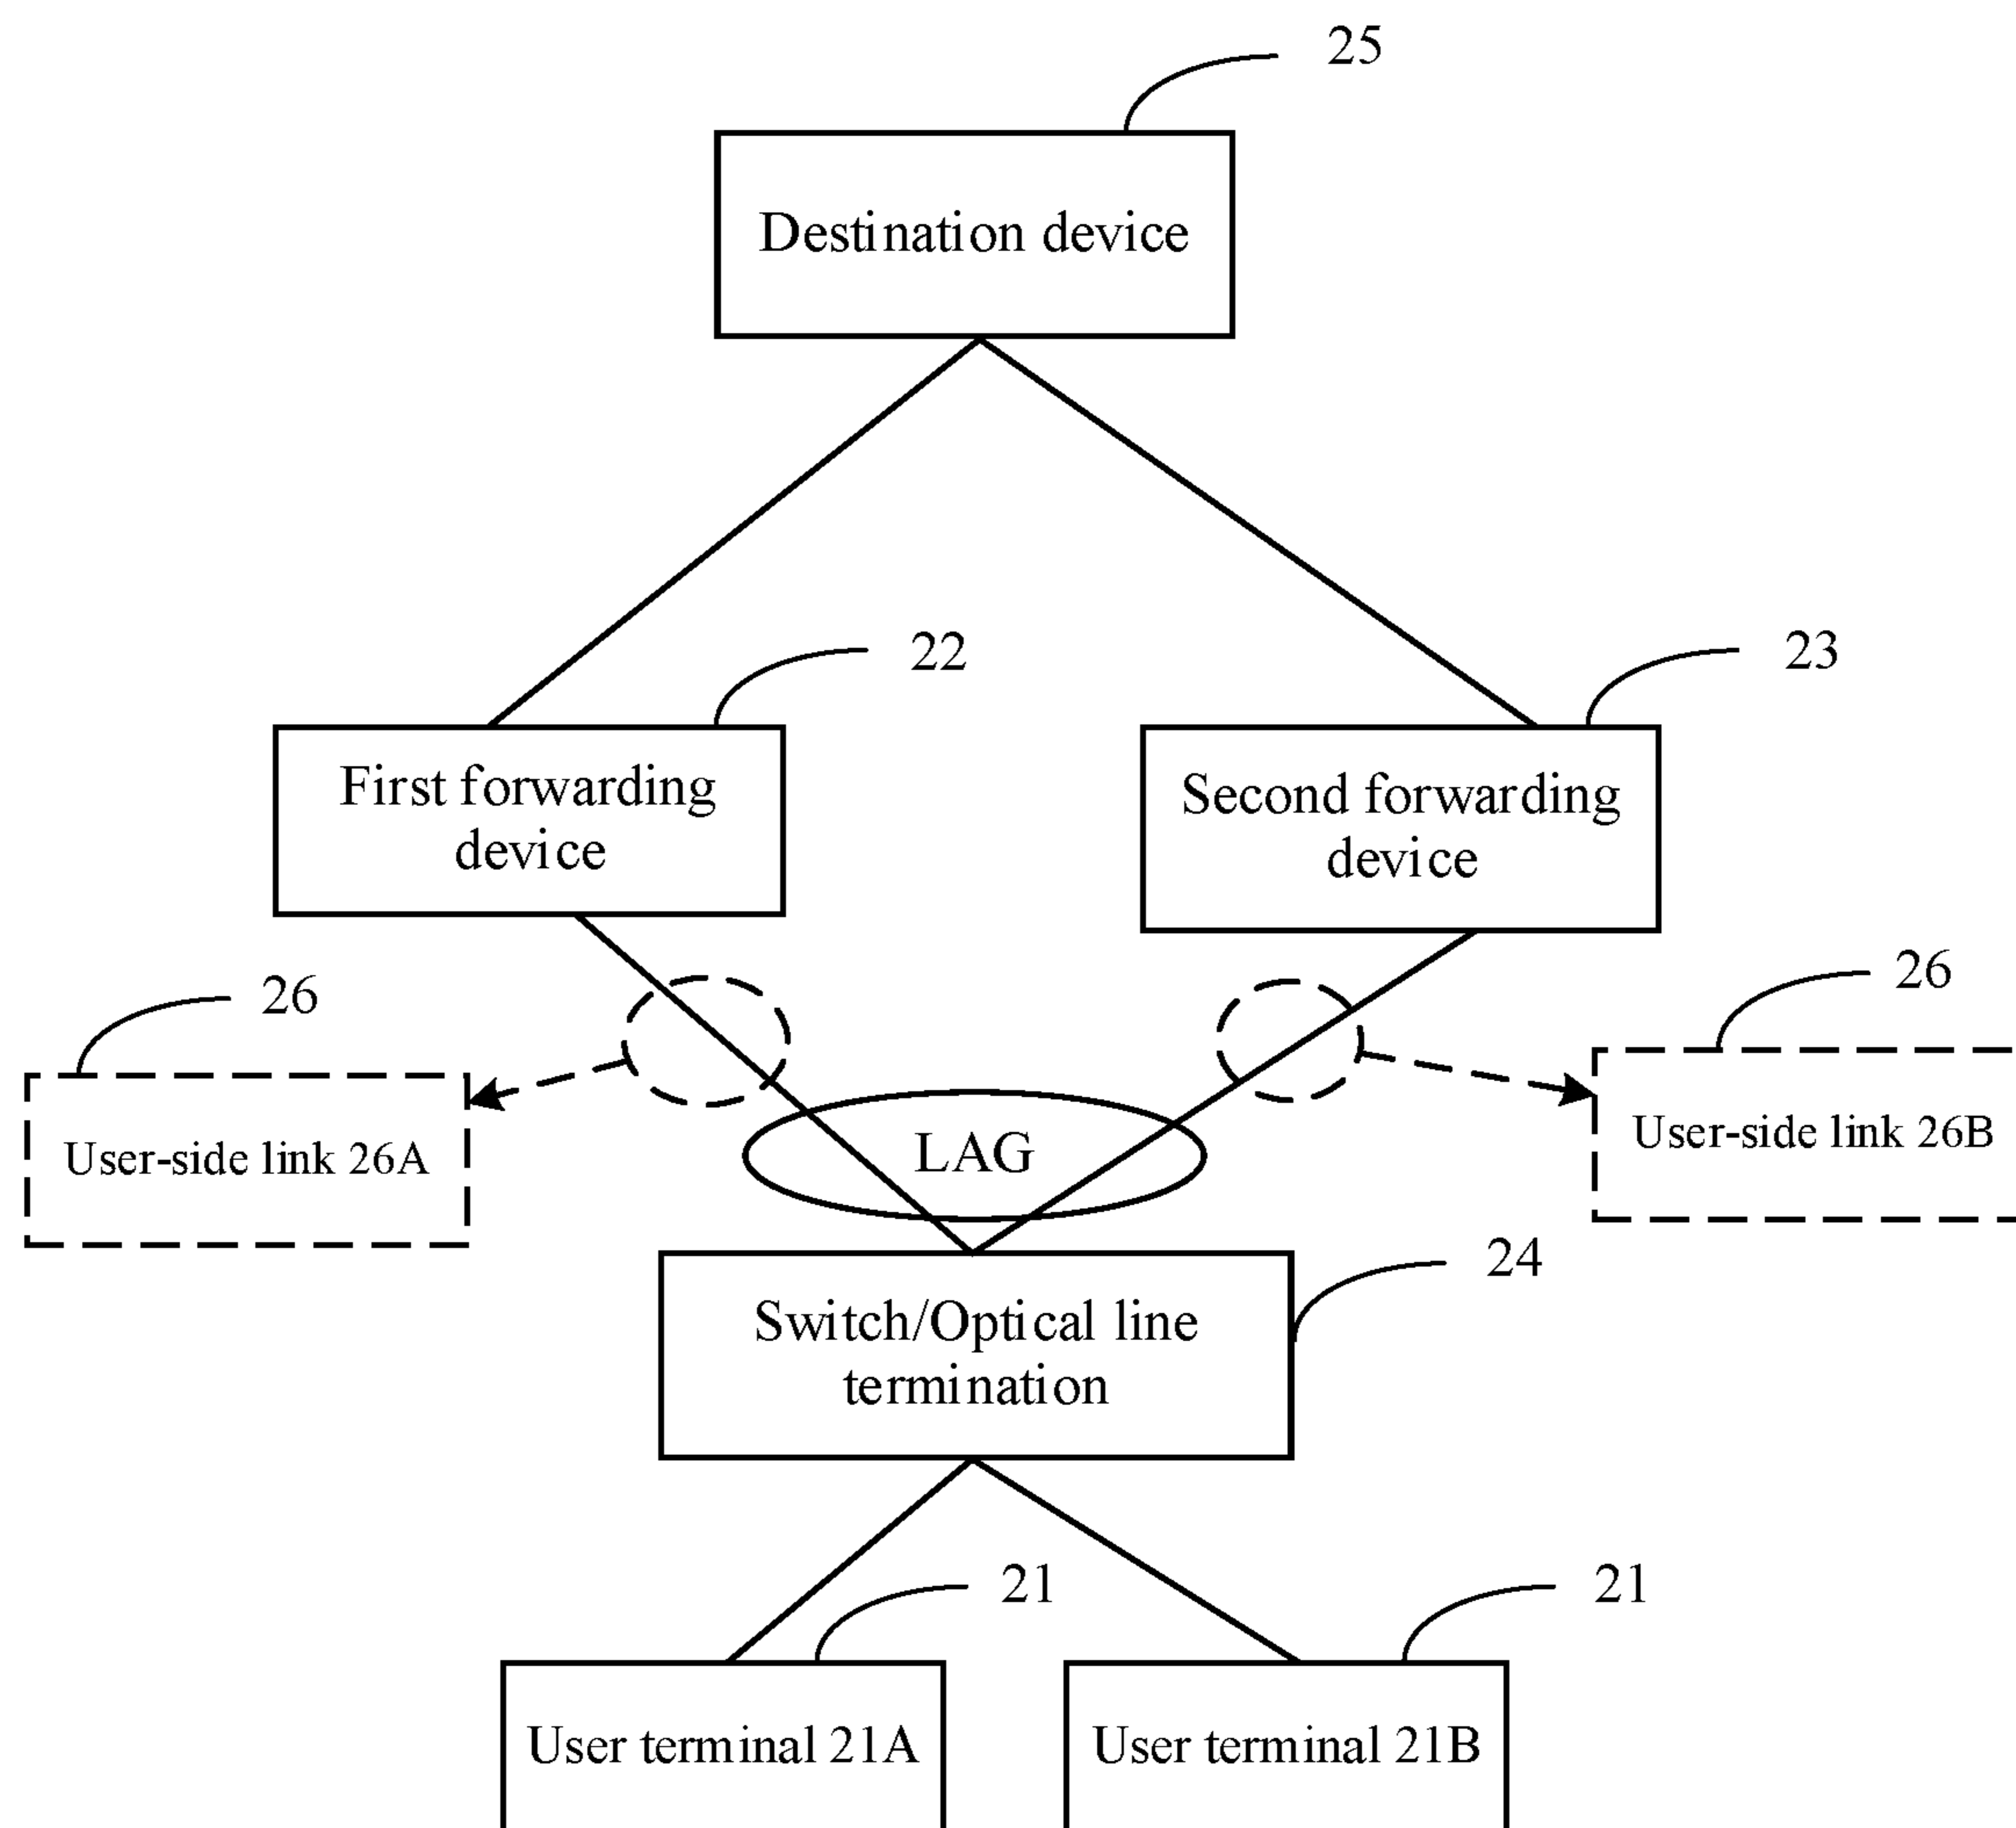 25
Destination device
22
23
First forwarding
device
Second forwarding
device
26
26
User-side link 26A
LAG
User-side link 26B
24
Switch/Optical line
termination
21
21
User terminal 21A
User terminal 21B